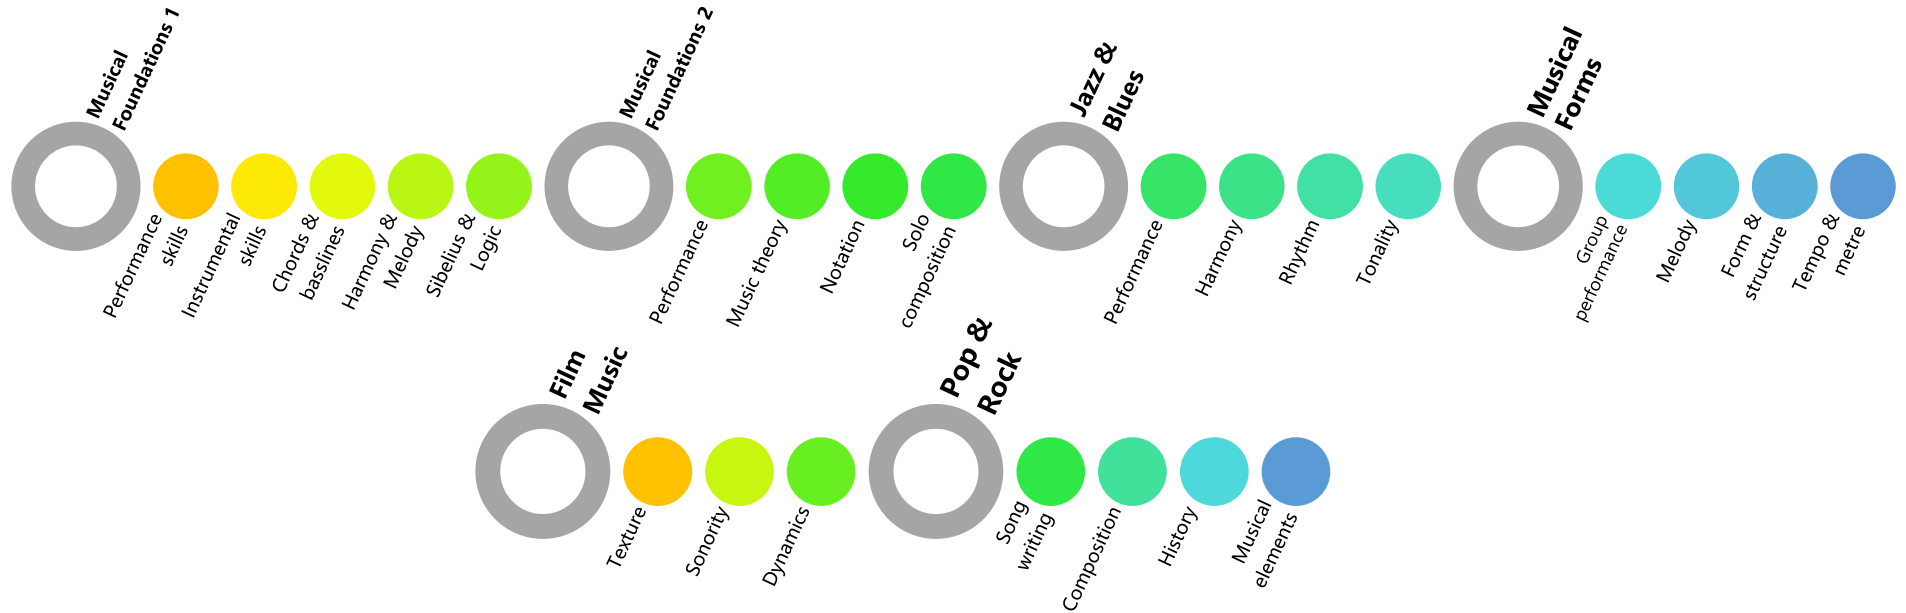 Musical
Foundations 1
Performance
skills
Instrumental
skills
Chords &
basslines
Harmony &
Melody
Sibelius &
Logic
Musical
Foundations 2
Performance
Music theory
Notation
Solo
composition
Jazz &
Blues
Performance
Harmony
Rhythm
Tonality
Musical
Forms
Group
performance
Melody
Form &
structure
Tempo &
metre
Film
Music
Texture
Sonority
Dynamics
Pop &
Rock
Song
writing
Composition
History
Musical
elements